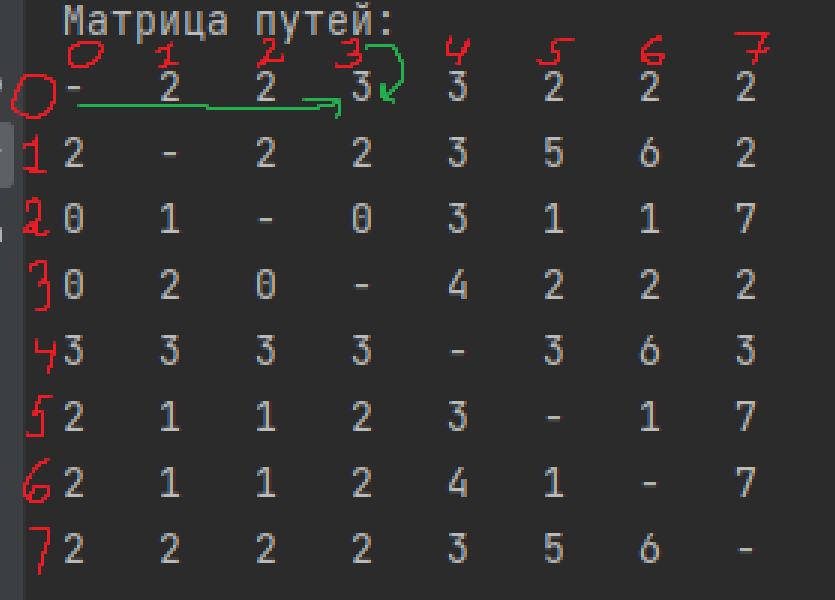 Матрица путей:
0 1 2 3 4 5 6 7
0 - 2 2 3 3 2 2 2
1 2 - 2 2 3 5 6 2
2 0 1 - 0 3 1 1 7
3 0 2 0 - 4 2 2 2
4 3 3 3 3 - 3 6 3
5 2 1 1 2 3 - 1 7
6 2 1 1 2 4 1 - 7
7 2 2 2 2 3 5 6 -